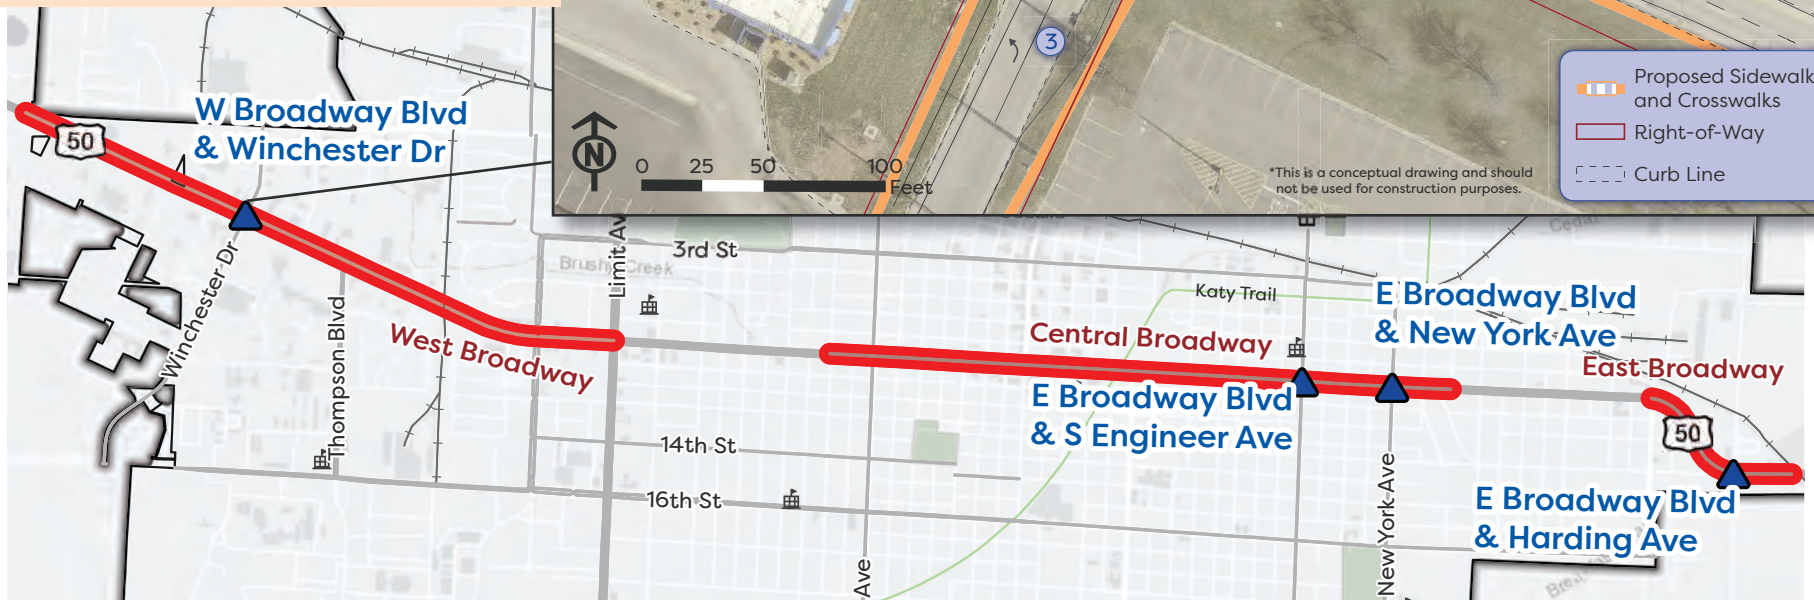 3
Proposed Sidewalk
and Crosswalks
Right-of-Way
Curb Line
N
0 25 50 100
Feet
*This is a conceptual drawing and should
not be used for construction purposes.
50
W Broadway Blvd
& Winchester Dr
Winchester Dr
Thompson Blvd
West Broadway
Limit Av
3rd St
Brushy Creek
Cedar
Katy Trail
Central Broadway
E Broadway Blvd
& New York Ave
East Broadway
50
E Broadway Blvd
& S Engineer Ave
14th St
16th St
Ave
New York Ave
E Broadway Blvd
& Harding Ave